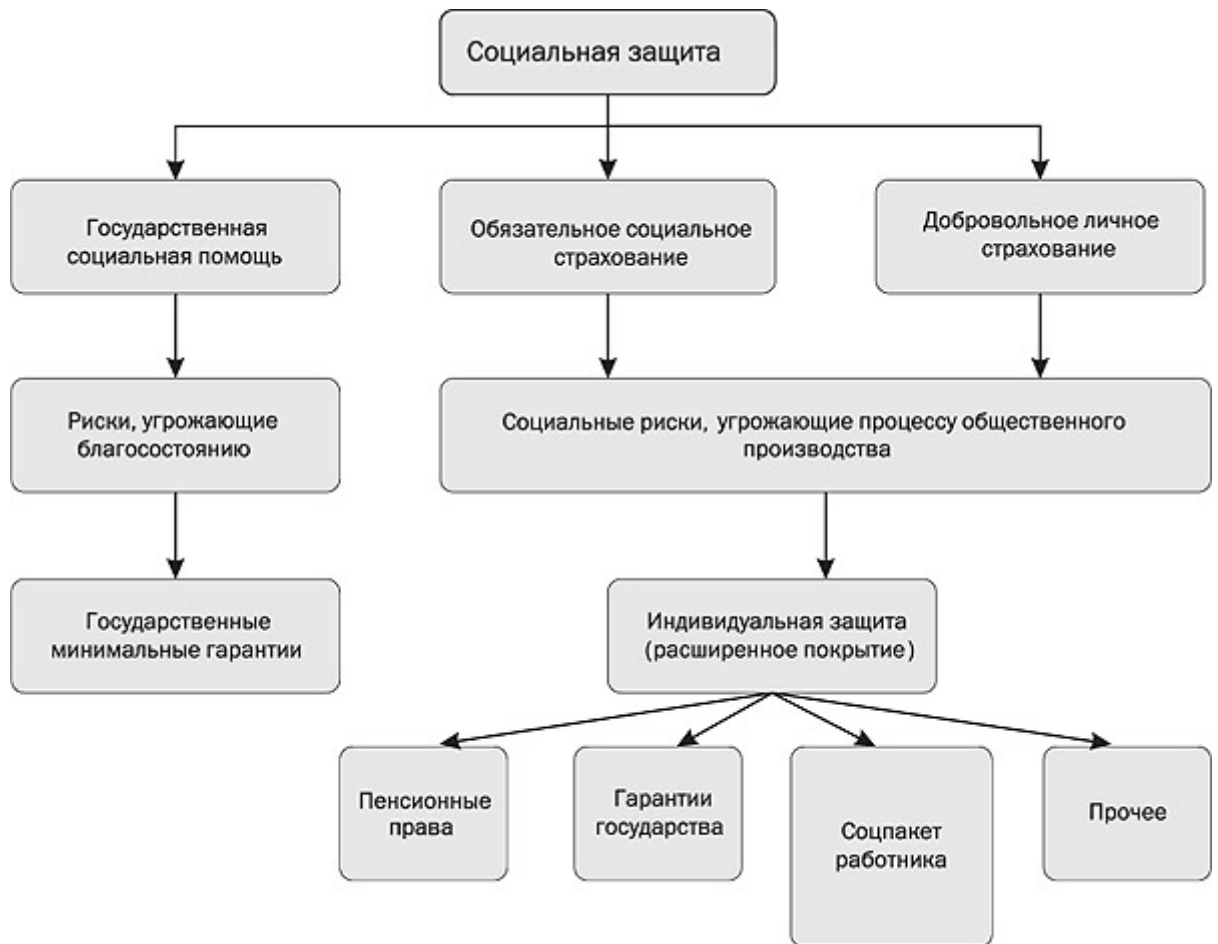 Социальная защита
Государственная
социальная помощь
Обязательное социальное
страхование
Добровольное личное
страхование
Риски, угрожающие
благосостоянию
Социальные риски, угрожающие процессу общественного
производства
Государственные
минимальные гарантии
Индивидуальная защита
(расширенное покрытие)
Пенсионные
права
Гарантии
государства
Соцпакет
работника
Прочее